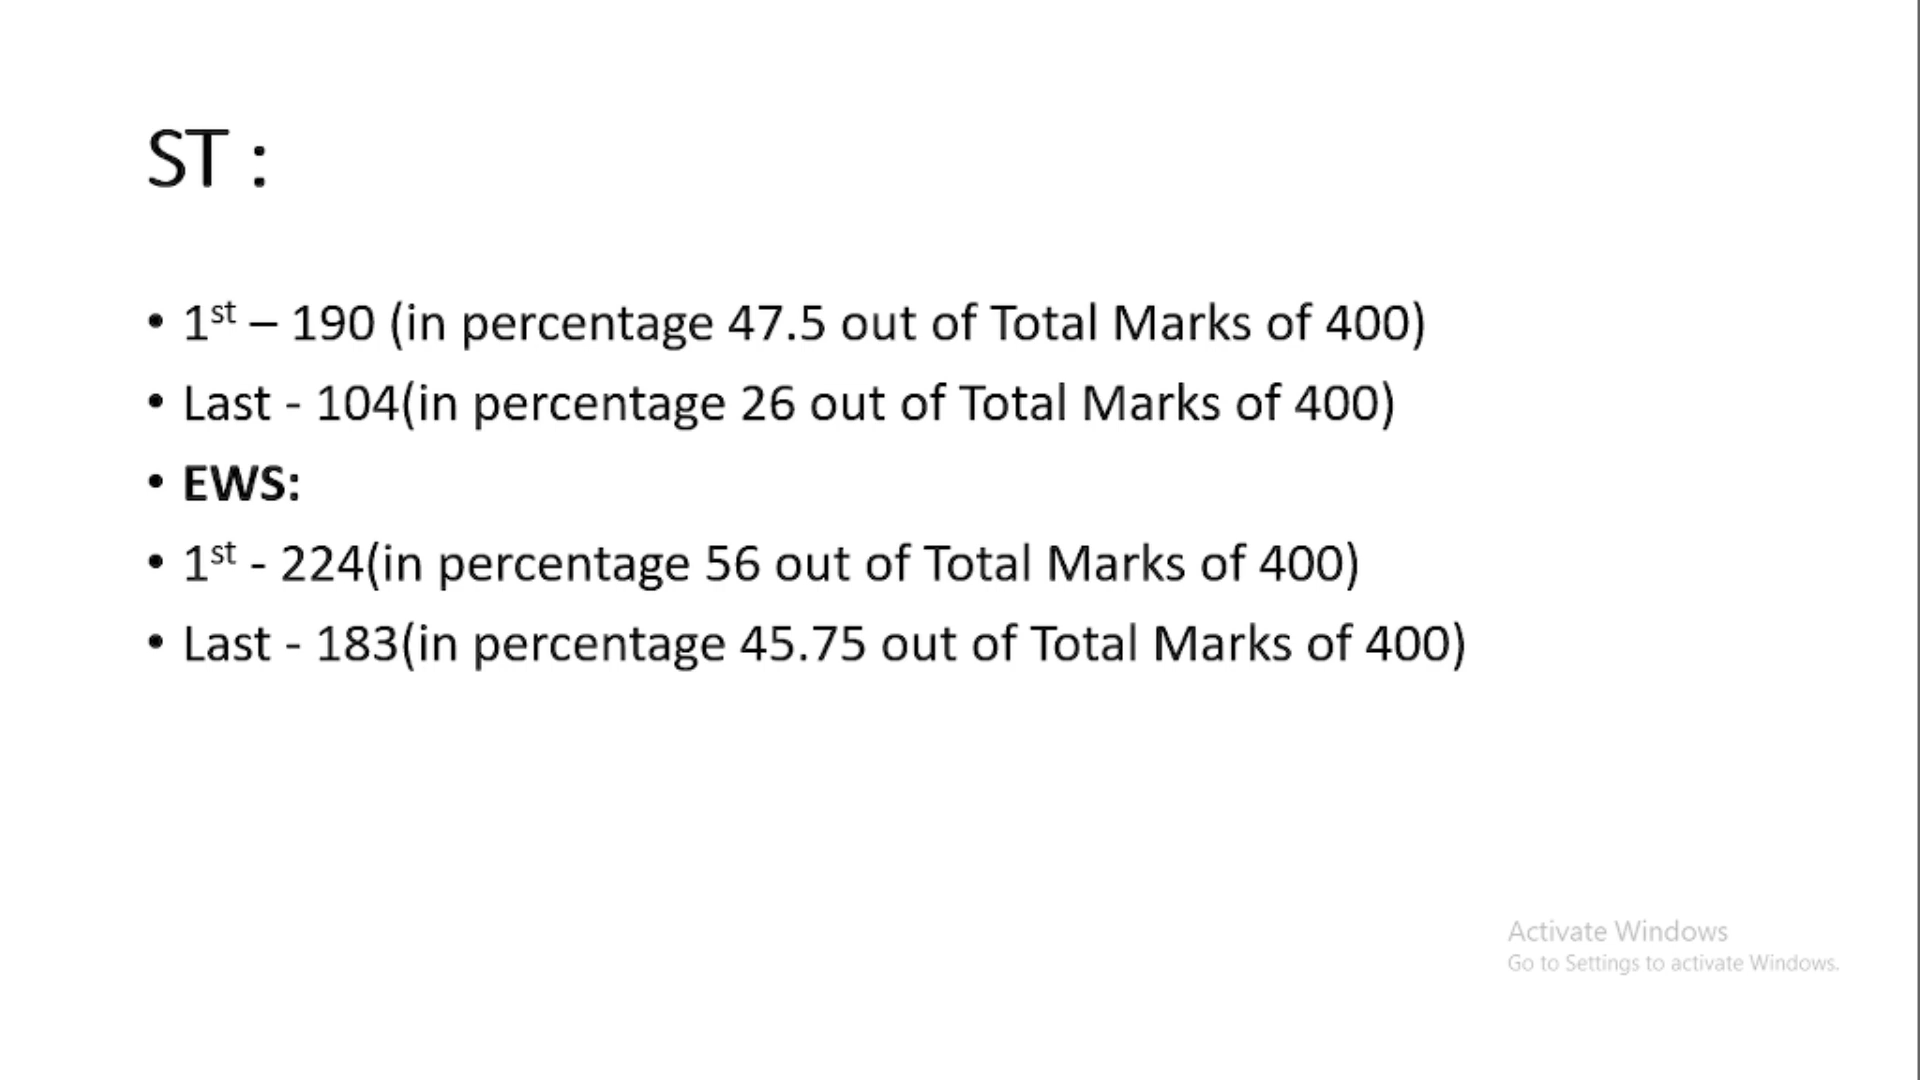 ST :
• 1st – 190 (in percentage 47.5 out of Total Marks of 400)
• Last - 104(in percentage 26 out of Total Marks of 400)
• EWS:
• 1st - 224(in percentage 56 out of Total Marks of 400)
• Last - 183(in percentage 45.75 out of Total Marks of 400)
Activate Windows
Go to Settings to activate Windows.